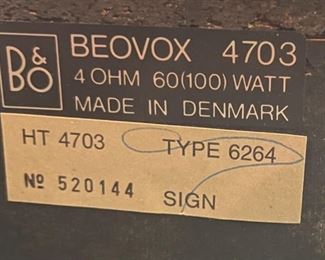 B&O
BEOVOX 4703
4 OHM 60(100) WATT
MADE IN DENMARK
HT 4703 TYPE 6264
Nº 520144 SIGN